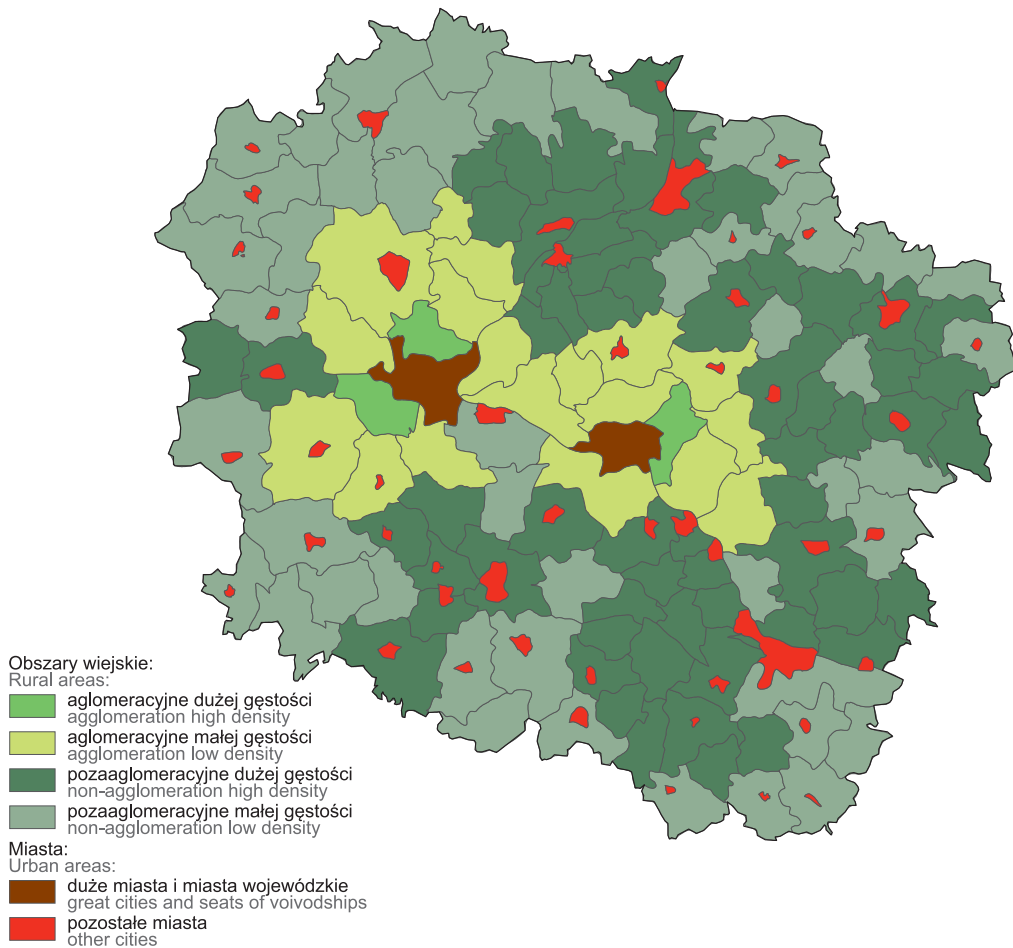 Obszary wiejskie:
Rural areas:
aglomeracyjne dużej gęstości
agglomeration high density
aglomeracyjne małej gęstości
agglomeration low density
pozaaglomeracyjne dużej gęstości
non-agglomeration high density
pozaaglomeracyjne małej gęstości
non-agglomeration low density
Miasta:
Urban areas:
duże miasta i miasta wojewódzkie
great cities and seats of voivodships
pozostałe miasta
other cities